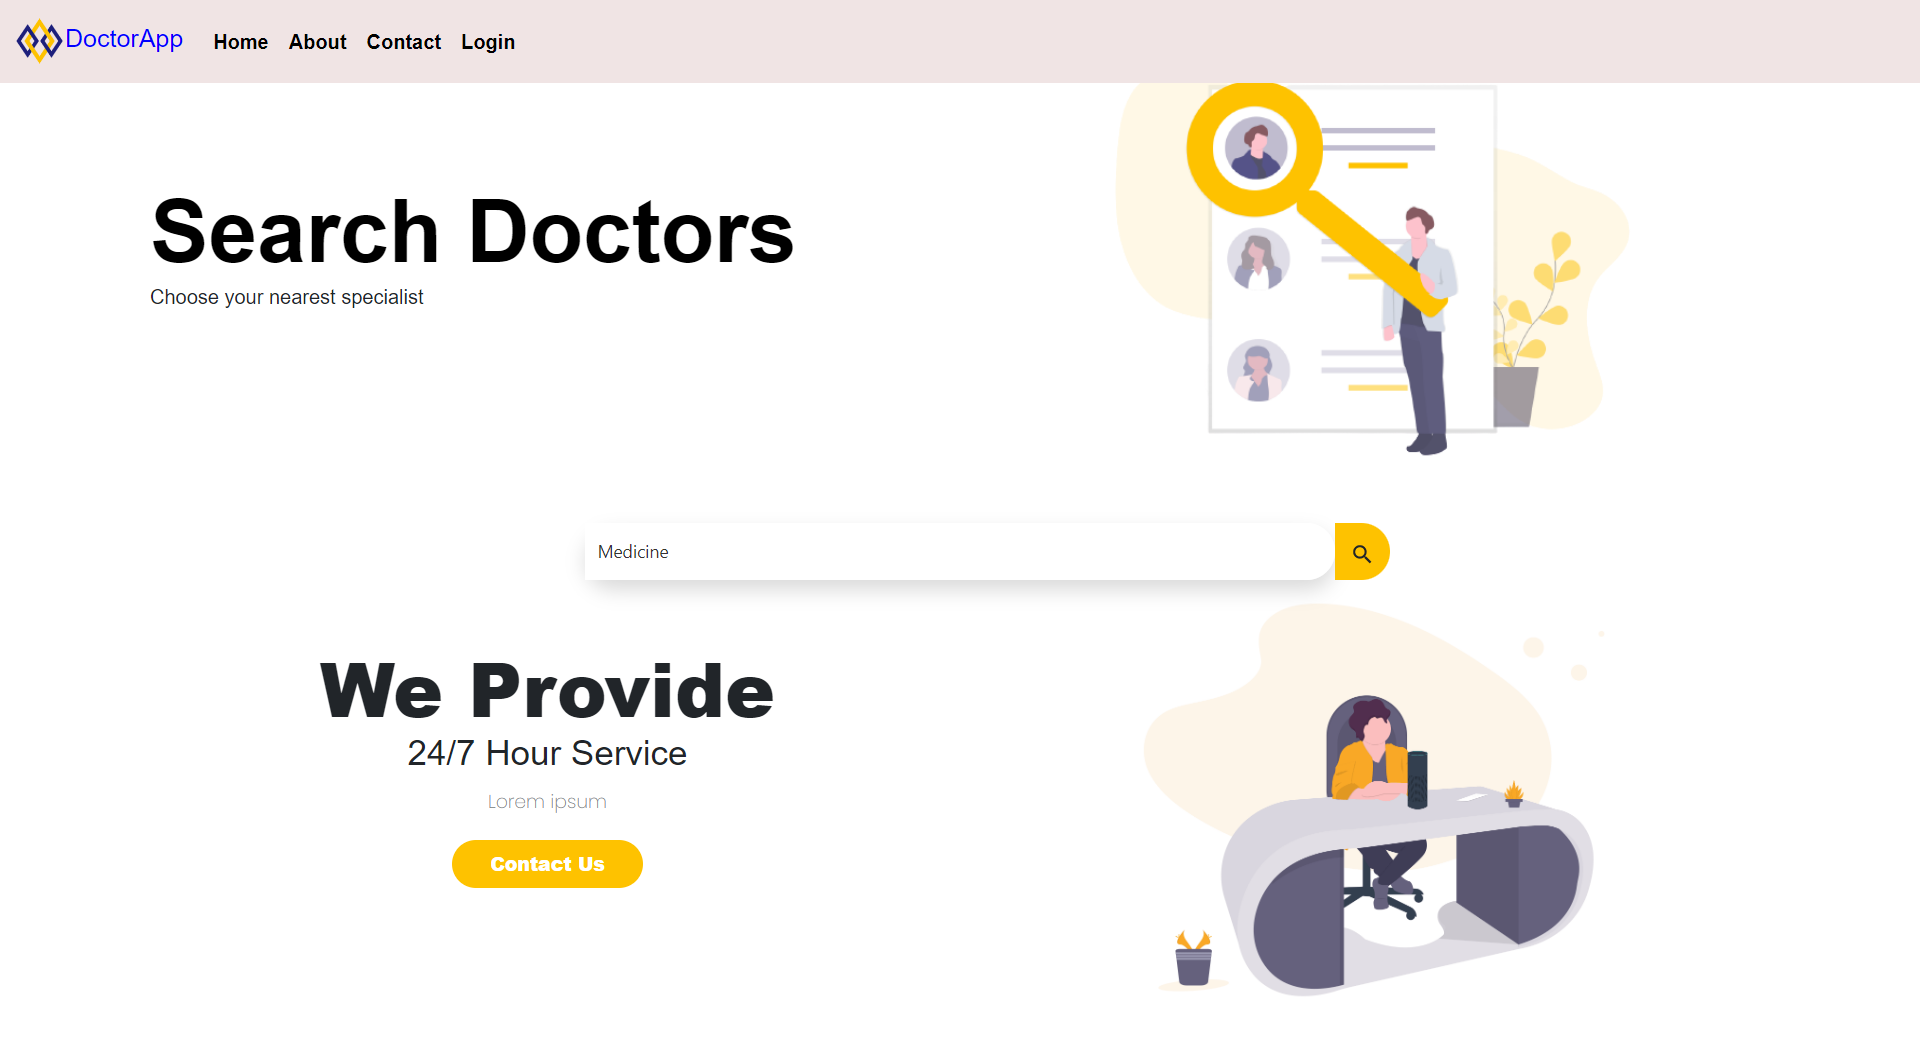 DoctorApp Home About Contact Login
Search Doctors
Choose your nearest specialist
Medicine
We Provide
24/7 Hour Service
Lorem ipsum
Contact Us